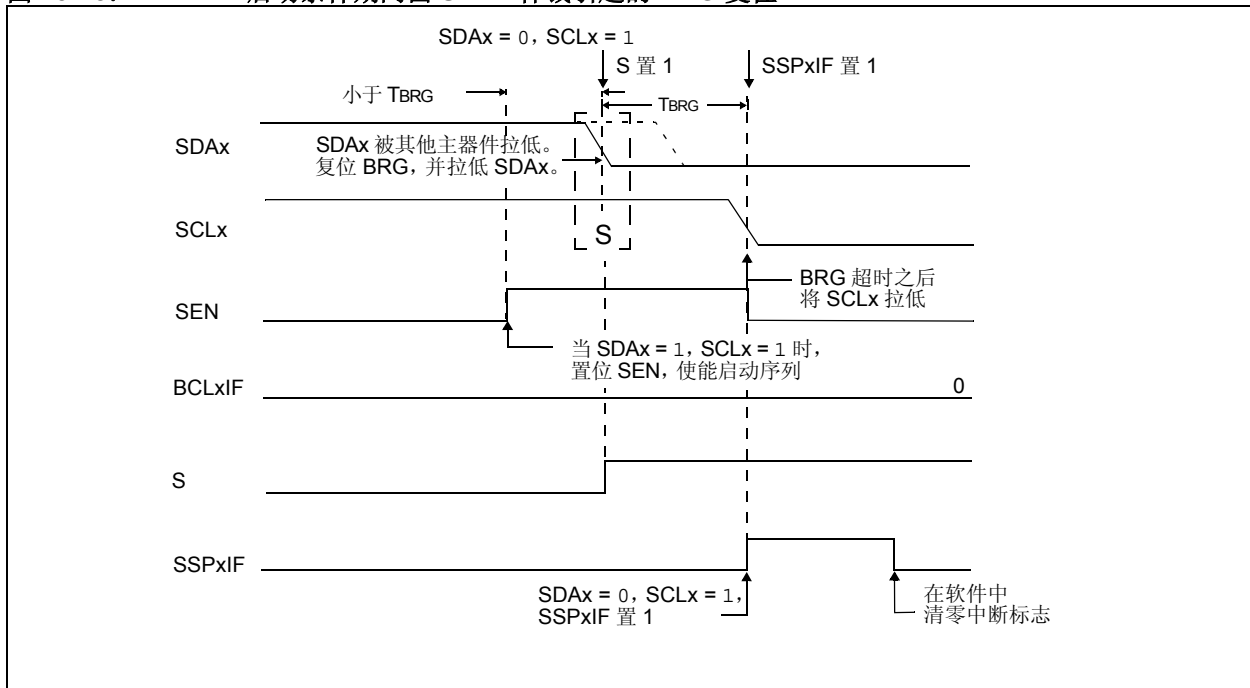 SDAx = 0，SCLx = 1
S 置 1
SSPxIF 置 1
小于 TBRG
TBRG
SDAx
SDAx 被其他主器件拉低。
复位 BRG，并拉低 SDAx。
SCLx
S
BRG 超时之后
将 SCLx 拉低
SEN
当 SDAx = 1，SCLx = 1 时，
置位 SEN，使能启动序列
BCLxIF
0
S
SSPxIF
SDAx = 0，SCLx = 1，
SSPxIF 置 1
在软件中
清零中断标志